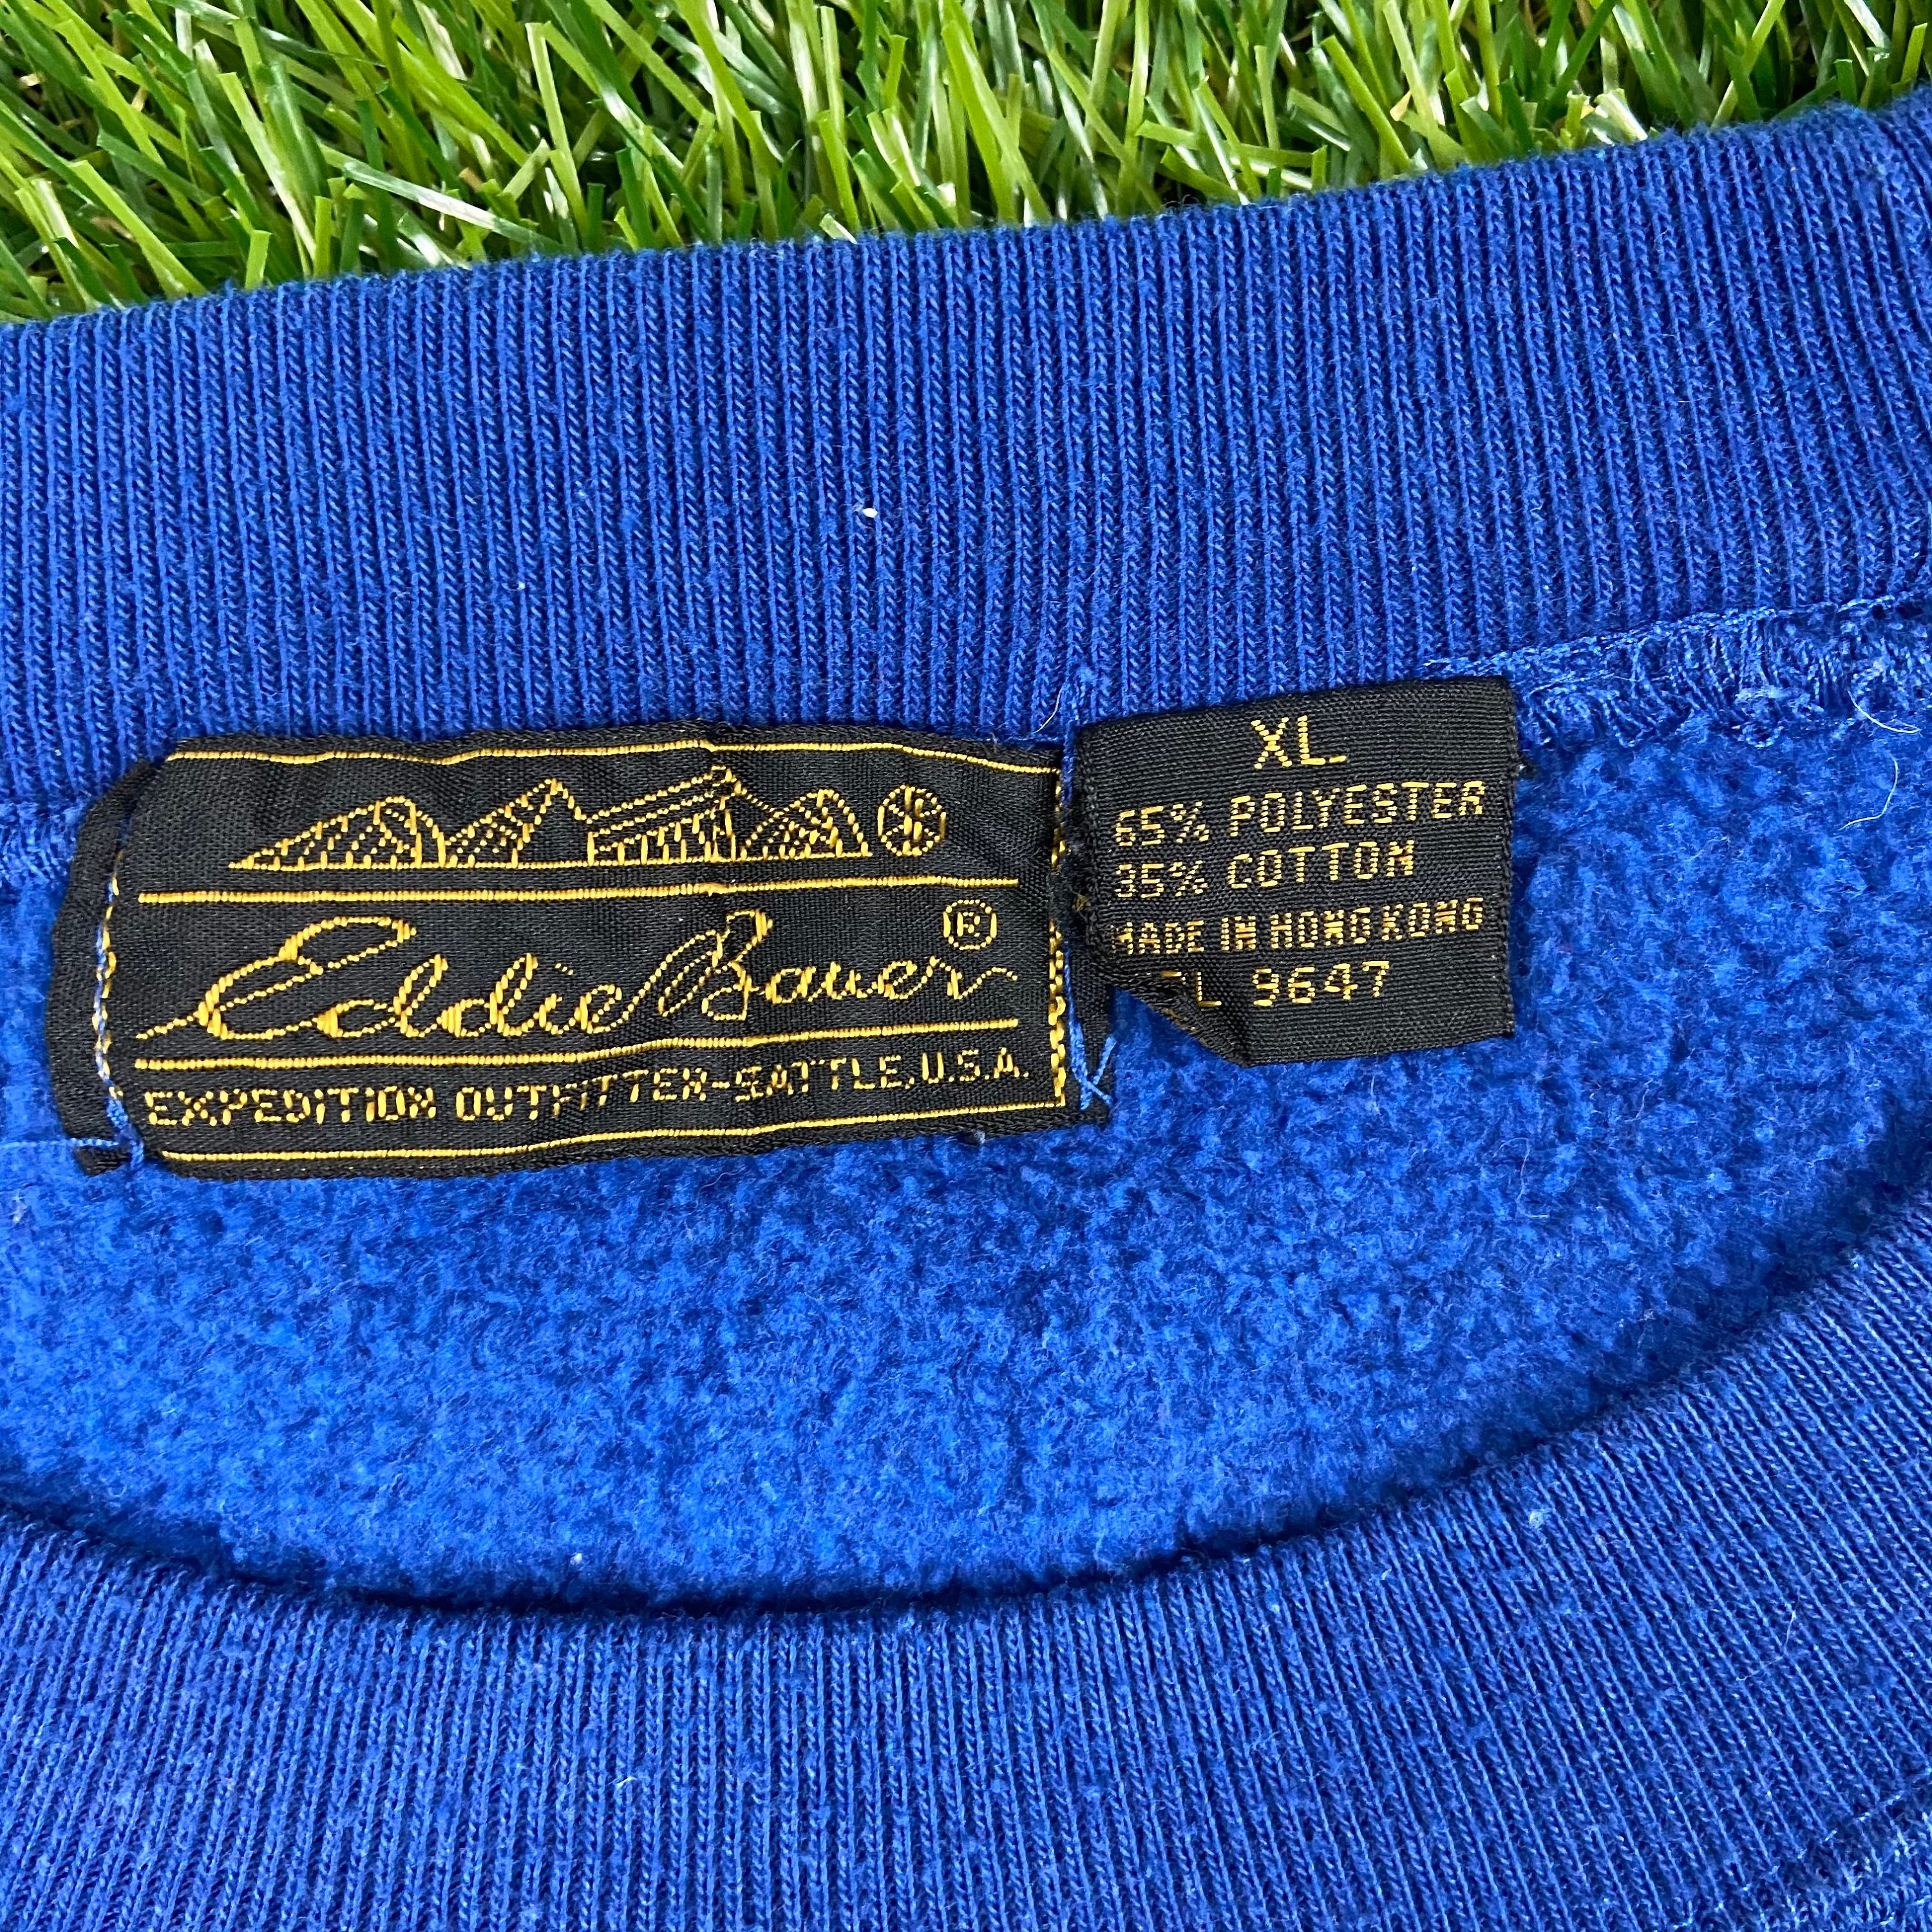 Eddie Bauer ®
EXPEDITION OUTFITTER-SATTLE, U.S.A.
XL
65% POLYESTER
35% COTTON
MADE IN HONG KONG
9647